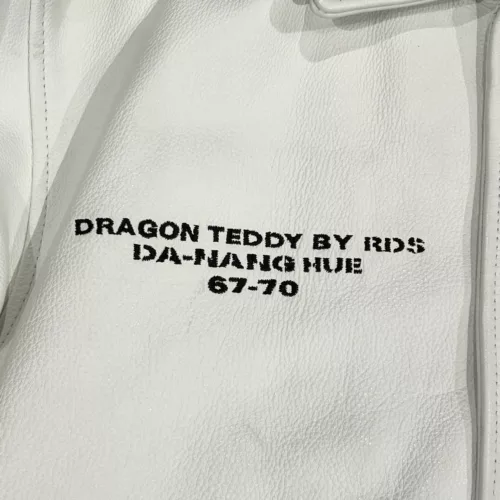 DRAGON TEDDY BY RDS
DA-NANG HUE
67-70